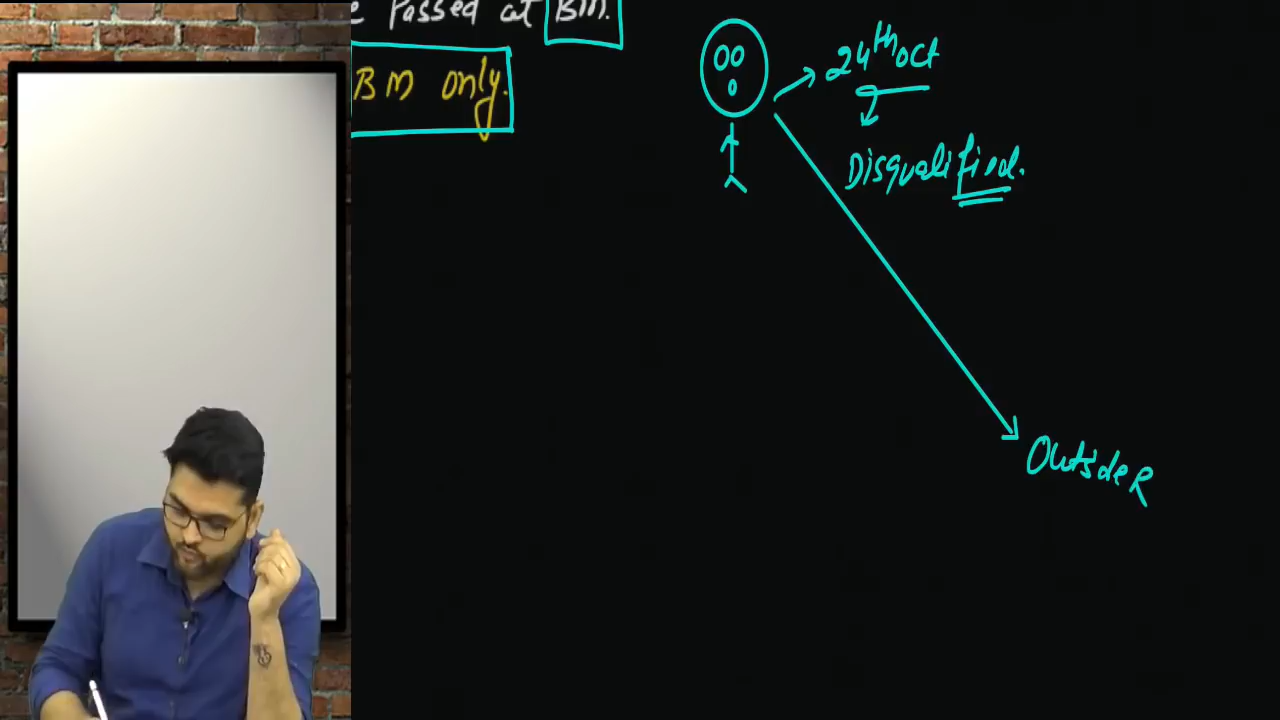 e Passed at BM.
BM only.
24th oct
Disqualified.
Outsider